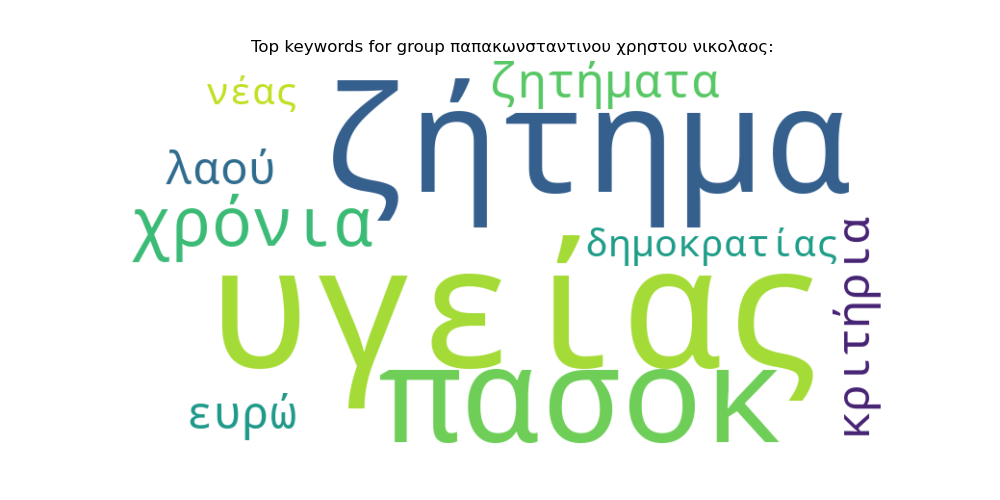 Top keywords for group παπακωνσταντινου χρηστου νικολαος:
νέας
ζητήματα
ζήτημα
λαού
χρόνια
δημοκρατίας
κριτήρια
υγείας
πασοκ
ευρώ